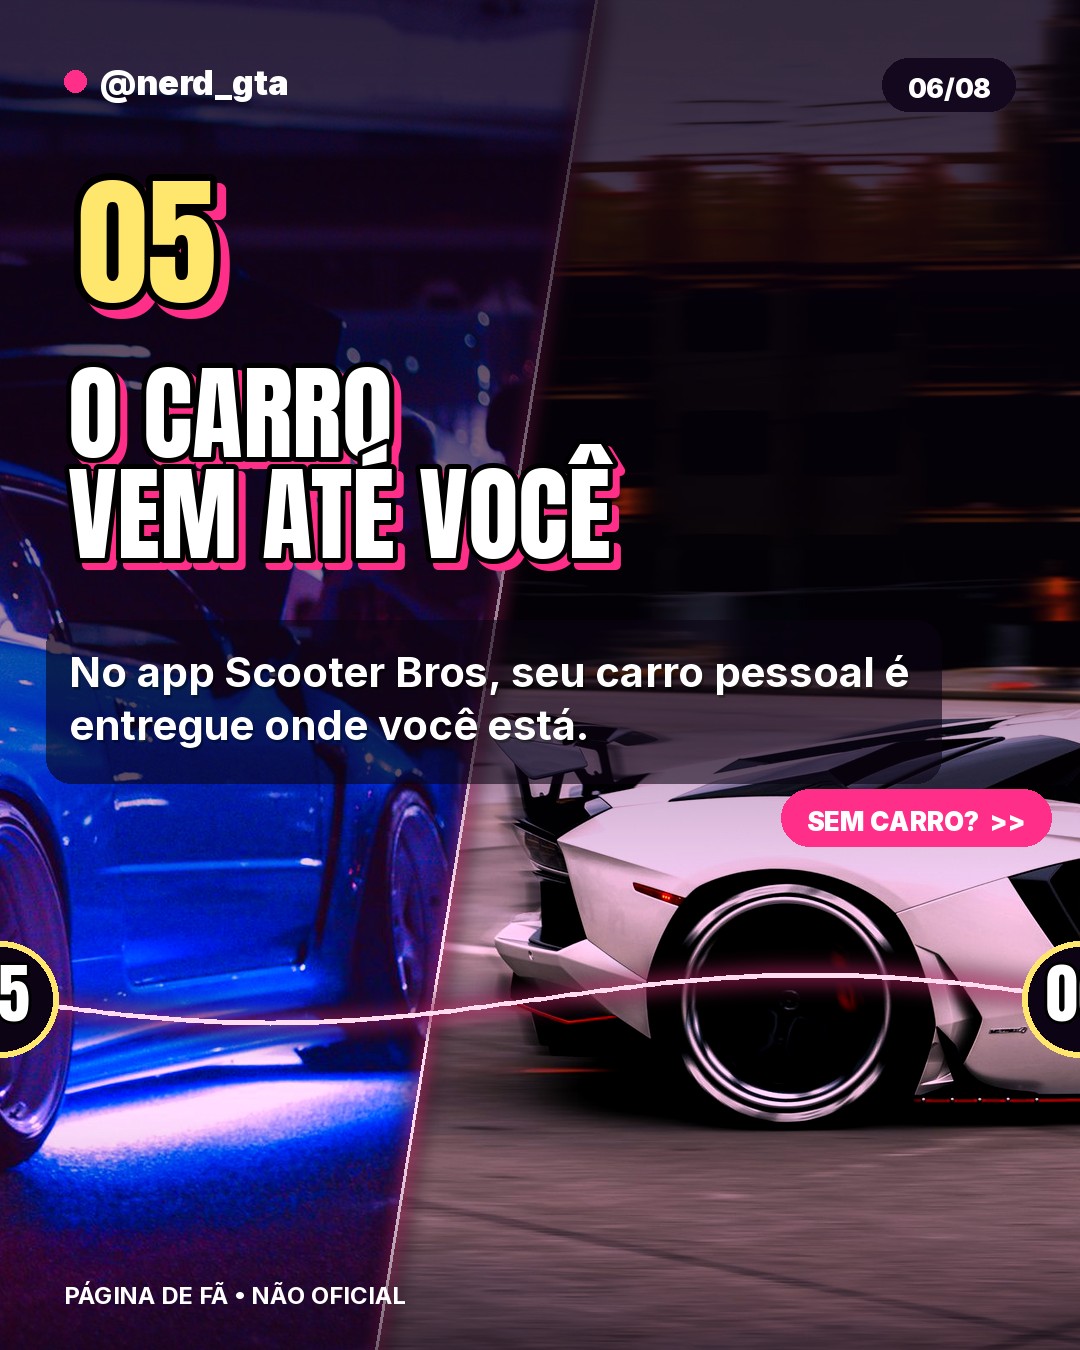 @nerd_gta
06/08
05
O CARRO
VEM ATÉ VOCÊ
No app Scooter Bros, seu carro pessoal é
entregue onde você está.
SEM CARRO? >>
5
0
PÁGINA DE FÃ • NÃO OFICIAL